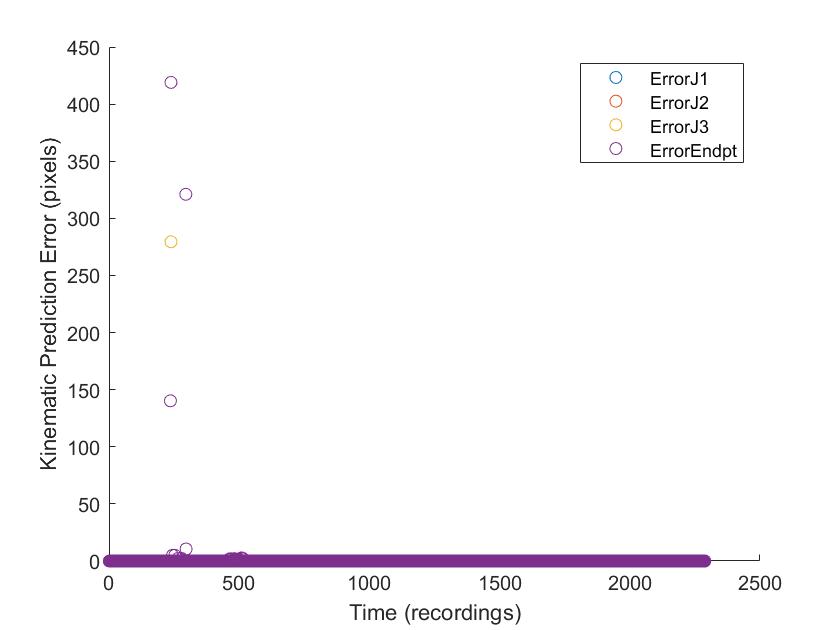 450
400
350
300
250
200
150
100
50
0
Kinematic Prediction Error (pixels)
ErrorJ1
ErrorJ2
ErrorJ3
ErrorEndpt
0 500 1000 1500 2000 2500
Time (recordings)